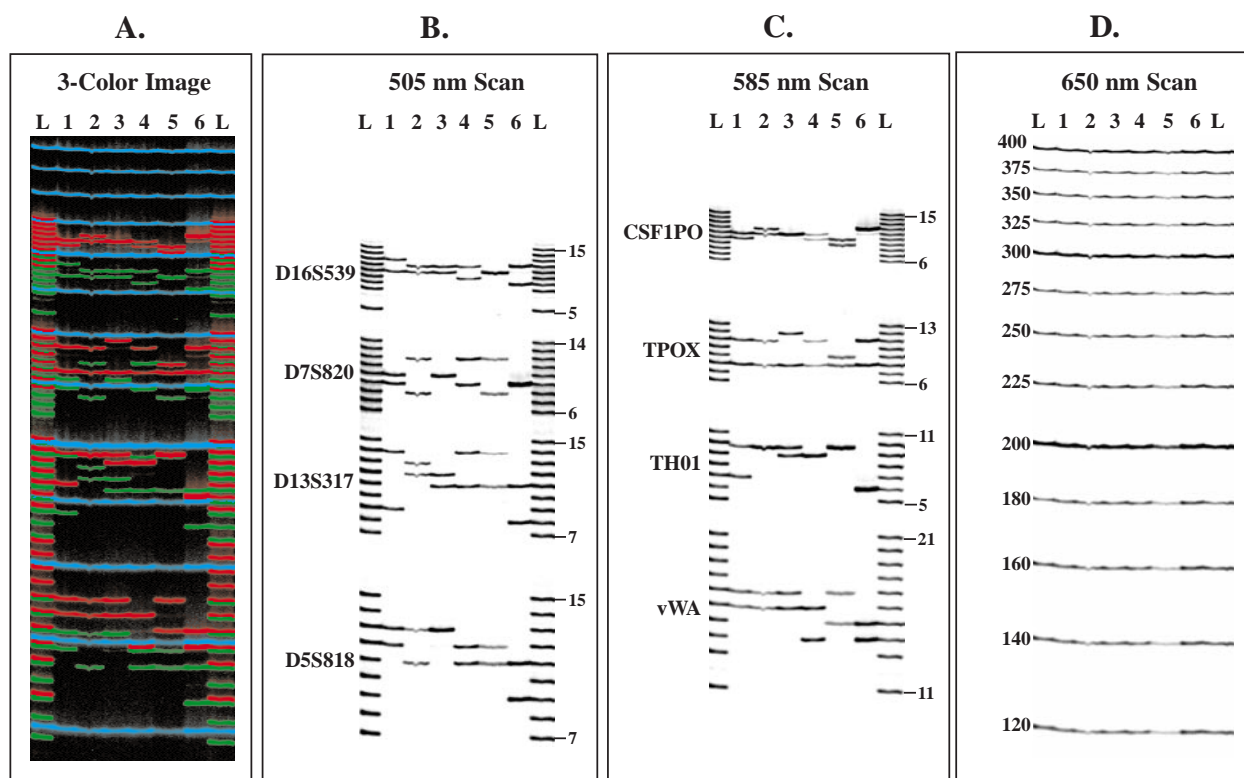 A.
3-Color Image
L 1 2 3 4 5 6 L
B.
505 nm Scan
L 1 2 3 4 5 6 L
D16S539
15
5
D7S820
14
6
D13S317
15
7
D5S818
15
7
C.
585 nm Scan
L 1 2 3 4 5 6 L
CSF1PO
15
6
TPOX
13
6
TH01
11
5
vWA
21
11
D.
650 nm Scan
L 1 2 3 4 5 6 L
400
375
350
325
300
275
250
225
200
180
160
140
120